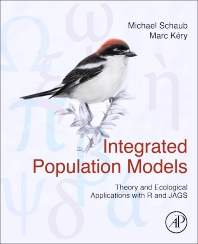 Michael Schaub
Marc Kéry
Integrated
Population Models
Theory and Ecological
Applications with R and JAGS